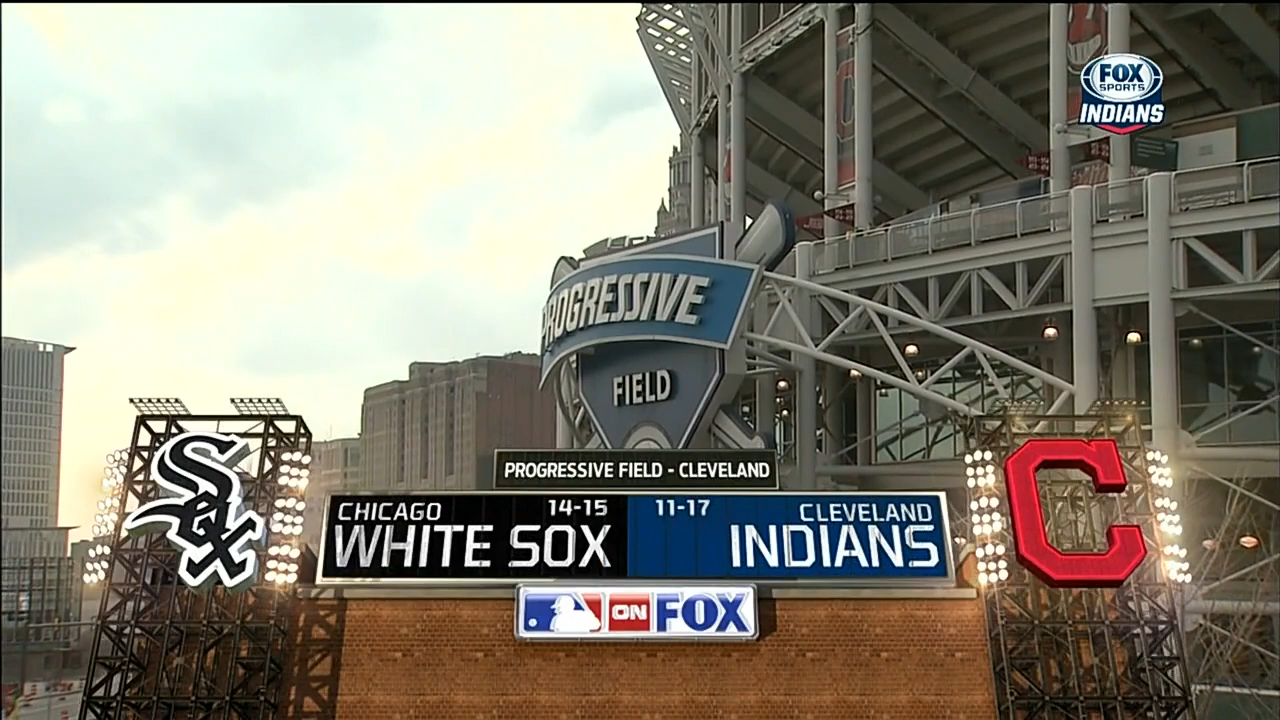 FOX
SPORTS
INDIANS
PROGRESSIVE
FIELD
PROGRESSIVE FIELD - CLEVELAND
CHICAGO 14-15
WHITE SOX
11-17 CLEVELAND
INDIANS
Sox
C
MLB ON FOX